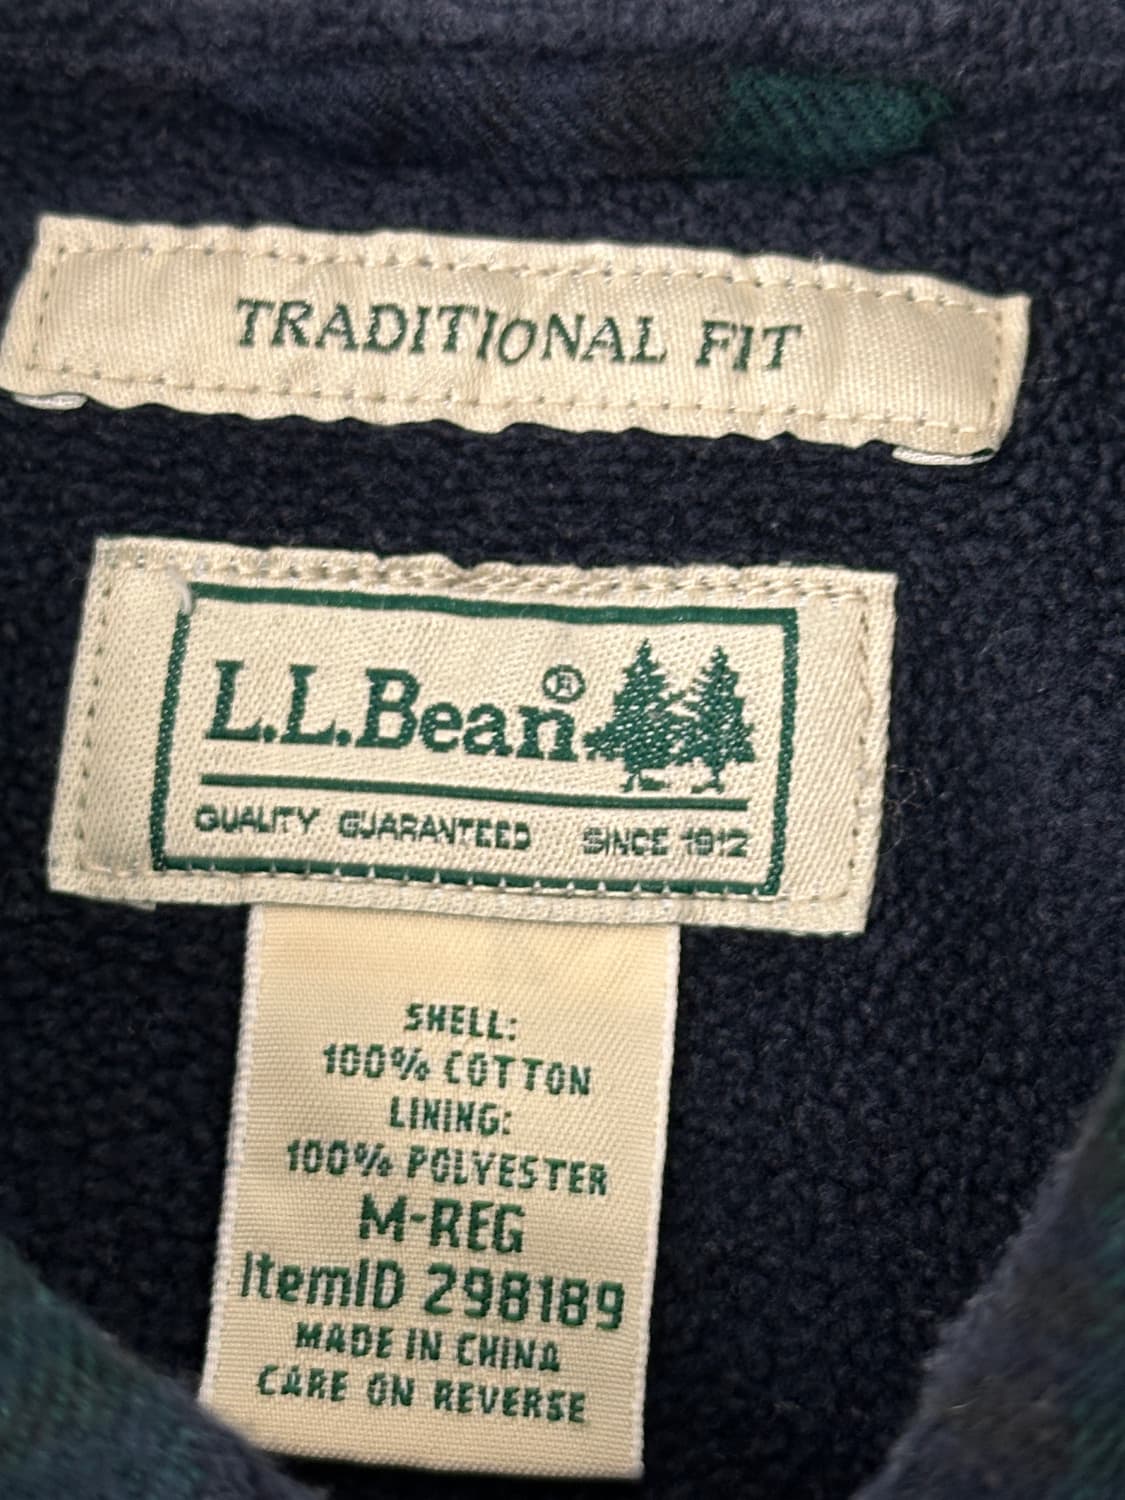 TRADITIONAL FIT
L.L.Bean®
QUALITY GUARANTEED SINCE 1912
SHELL:
100% COTTON
LINING:
100% POLYESTER
M-REG
ItemID 298189
MADE IN CHINA
CARE ON REVERSE